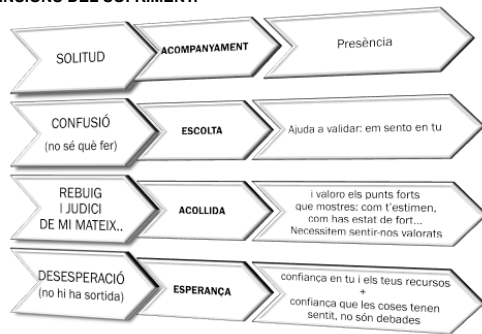 SOLITUD
ACOMPANYAMENT
Presència
CONFUSIÓ
(no sé què fer)
ESCOLTA
Ajuda a validar: em sento en tu
REBUIG
I JUDICI
DE MI MATEIX..
ACOLLIDA
i valoro els punts forts
que mostres: com t'estimen,
com has estat de fort...
Necessitem sentir-nos valorats
DESESPERACIÓ
(no hi ha sortida)
ESPERANÇA
confiança en tu i els teus recursos
+
confiança que les coses tenen
sentit, no són debades